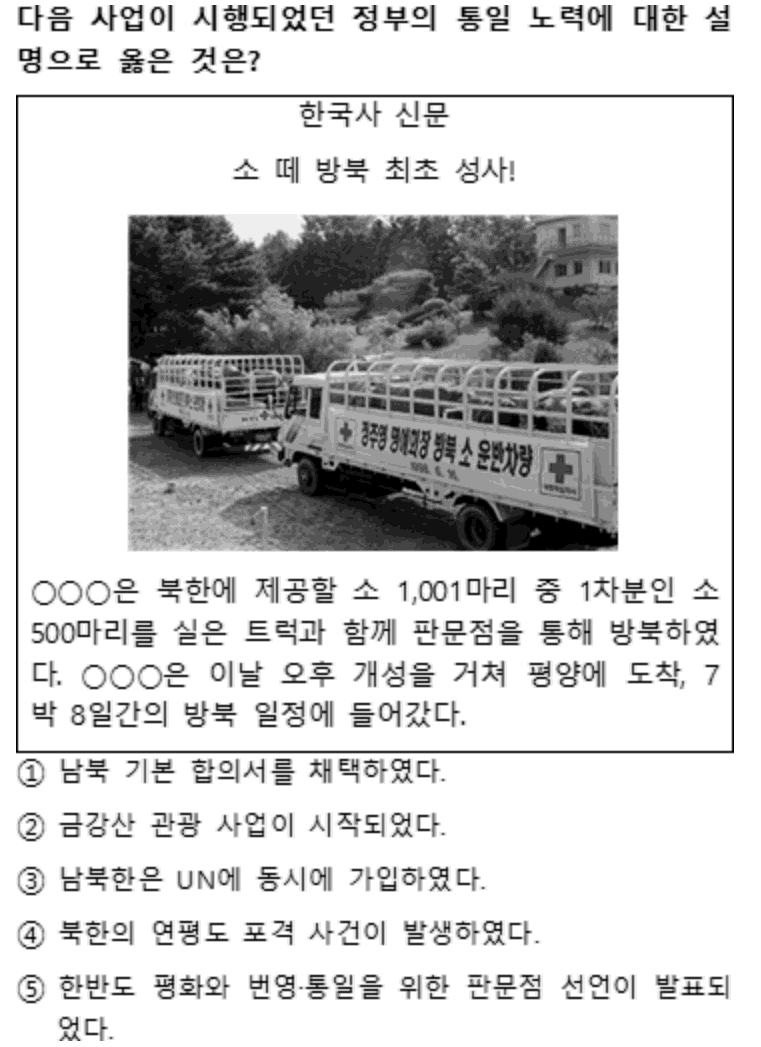 다음 사업이 시행되었던 정부의 통일 노력에 대한 설
명으로 옳은 것은?
한국사 신문
소 떼 방북 최초 성사!
정주영 명예회장 방북 소 운반차량
1998. 6. 16.
○○○은 북한에 제공할 소 1,001마리 중 1차분인 소
500마리를 실은 트럭과 함께 판문점을 통해 방북하였
다. ○○○은 이날 오후 개성을 거쳐 평양에 도착, 7
박 8일간의 방북 일정에 들어갔다.
① 남북 기본 합의서를 채택하였다.
② 금강산 관광 사업이 시작되었다.
③ 남북한은 UN에 동시에 가입하였다.
④ 북한의 연평도 포격 사건이 발생하였다.
⑤ 한반도 평화와 번영·통일을 위한 판문점 선언이 발표되
었다.